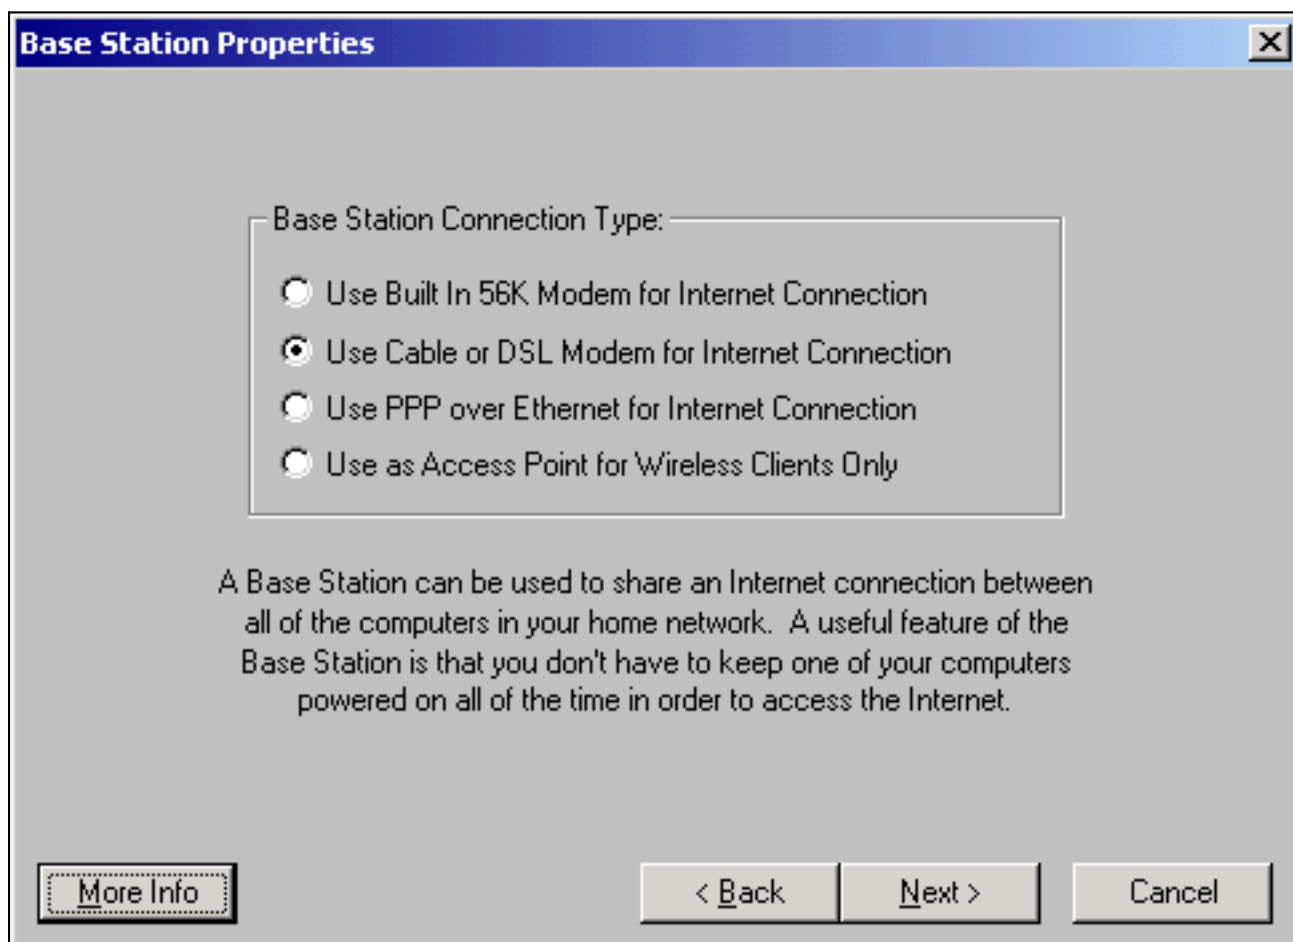 Base Station Properties
Base Station Connection Type:
Use Built In 56K Modem for Internet Connection
Use Cable or DSL Modem for Internet Connection
Use PPP over Ethernet for Internet Connection
Use as Access Point for Wireless Clients Only
A Base Station can be used to share an Internet connection between
all of the computers in your home network.  A useful feature of the
Base Station is that you don't have to keep one of your computers
powered on all of the time in order to access the Internet.
More Info
< Back
Next >
Cancel